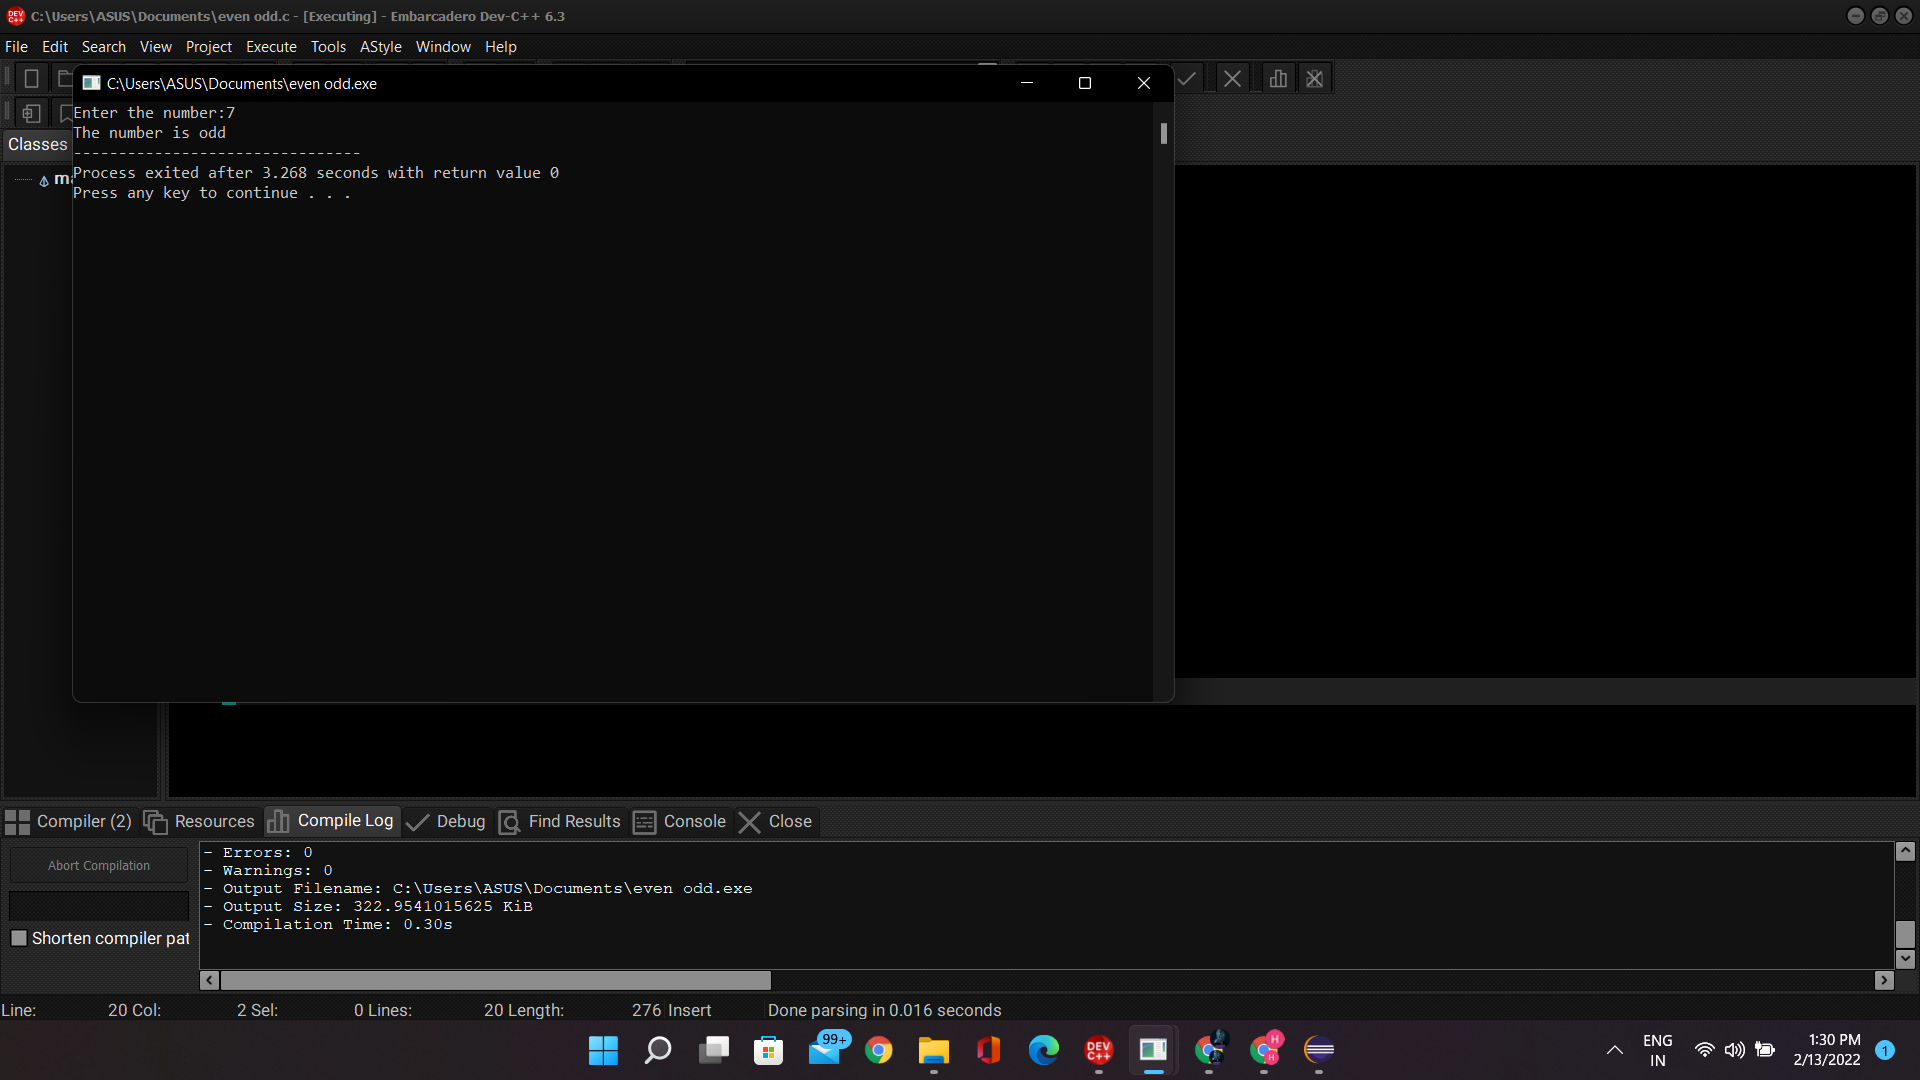 C:\Users\ASUS\Documents\even odd.c - [Executing] - Embarcadero Dev-C++ 6.3
File Edit Search View Project Execute Tools AStyle Window Help
C:\Users\ASUS\Documents\even odd.exe
Enter the number:7
The number is odd
--------------------------------
Process exited after 3.268 seconds with return value 0
Press any key to continue . . .
Classes
Compiler (2) Resources Compile Log Debug Find Results Console Close
Abort Compilation
Shorten compiler pat
- Errors: 0
- Warnings: 0
- Output Filename: C:\Users\ASUS\Documents\even odd.exe
- Output Size: 322.9541015625 KiB
- Compilation Time: 0.30s
Line: 20 Col: 2 Sel: 0 Lines: 20 Length: 276 Insert Done parsing in 0.016 seconds
99+
DEV C++
H
H
ENG
IN
1:30 PM
2/13/2022
1